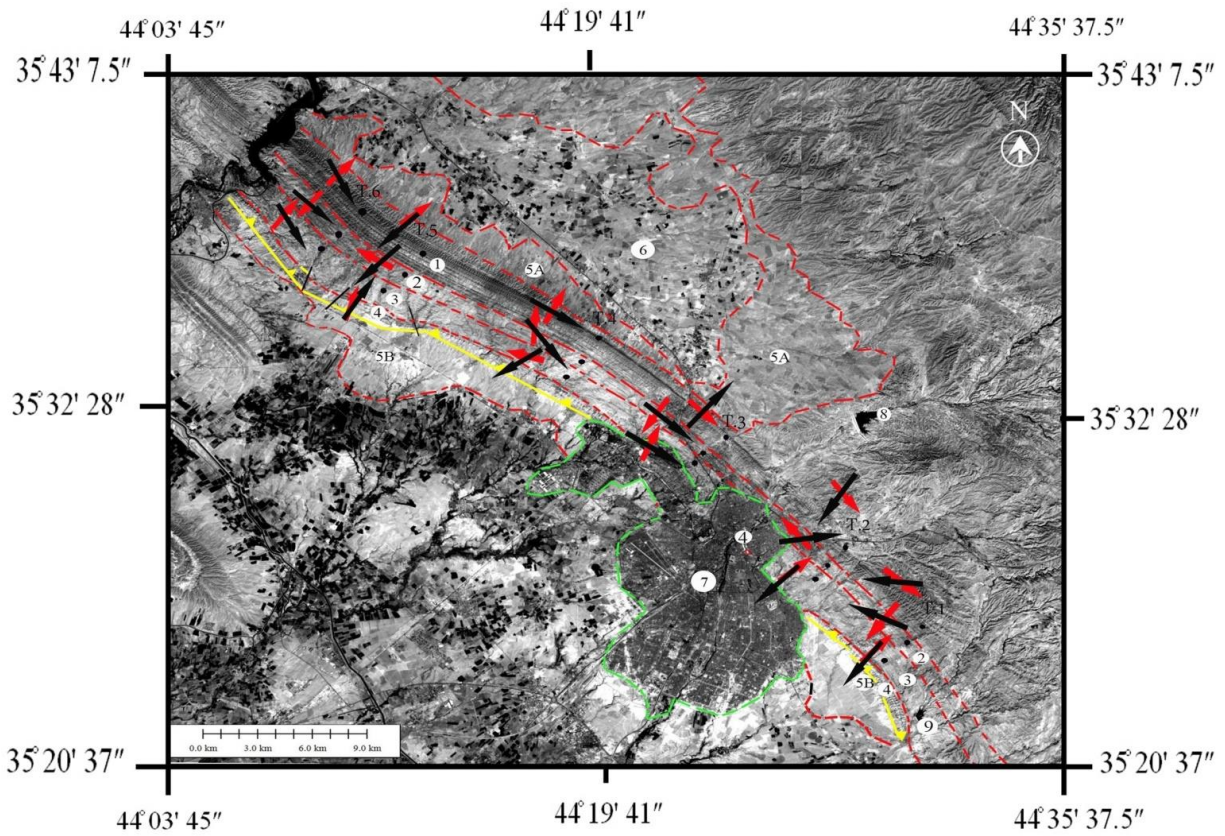 44° 03' 45" 44° 19' 41" 44° 35' 37.5"
35° 43' 7.5" 35° 43' 7.5"
N
T.6
T.5
6
1
5A
2
3
4
T.4
5B
5A
35° 32' 28" 35° 32' 28"
8
T.3
T.2
4
7
T.1
2
3
5B
4
9
0.0 km 3.0 km 6.0 km 9.0 km
35° 20' 37" 35° 20' 37"
44° 03' 45" 44° 19' 41" 44° 35' 37.5"